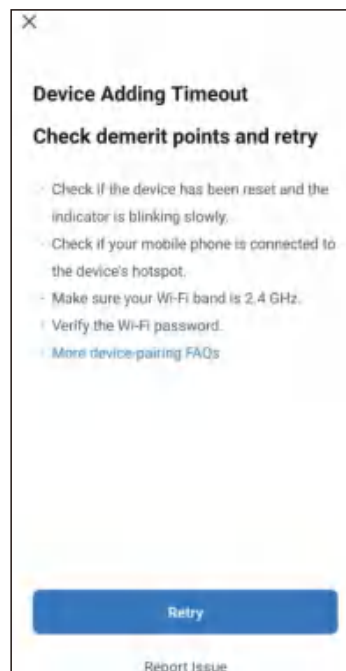 Device Adding Timeout
Check demerit points and retry
· Check if the device has been reset and the
indicator is blinking slowly.
· Check if your mobile phone is connected to
the device's hotspot.
· Make sure your Wi-Fi band is 2.4 GHz.
· Verify the Wi-Fi password.
· More device-pairing FAQs
Retry
Report Issue